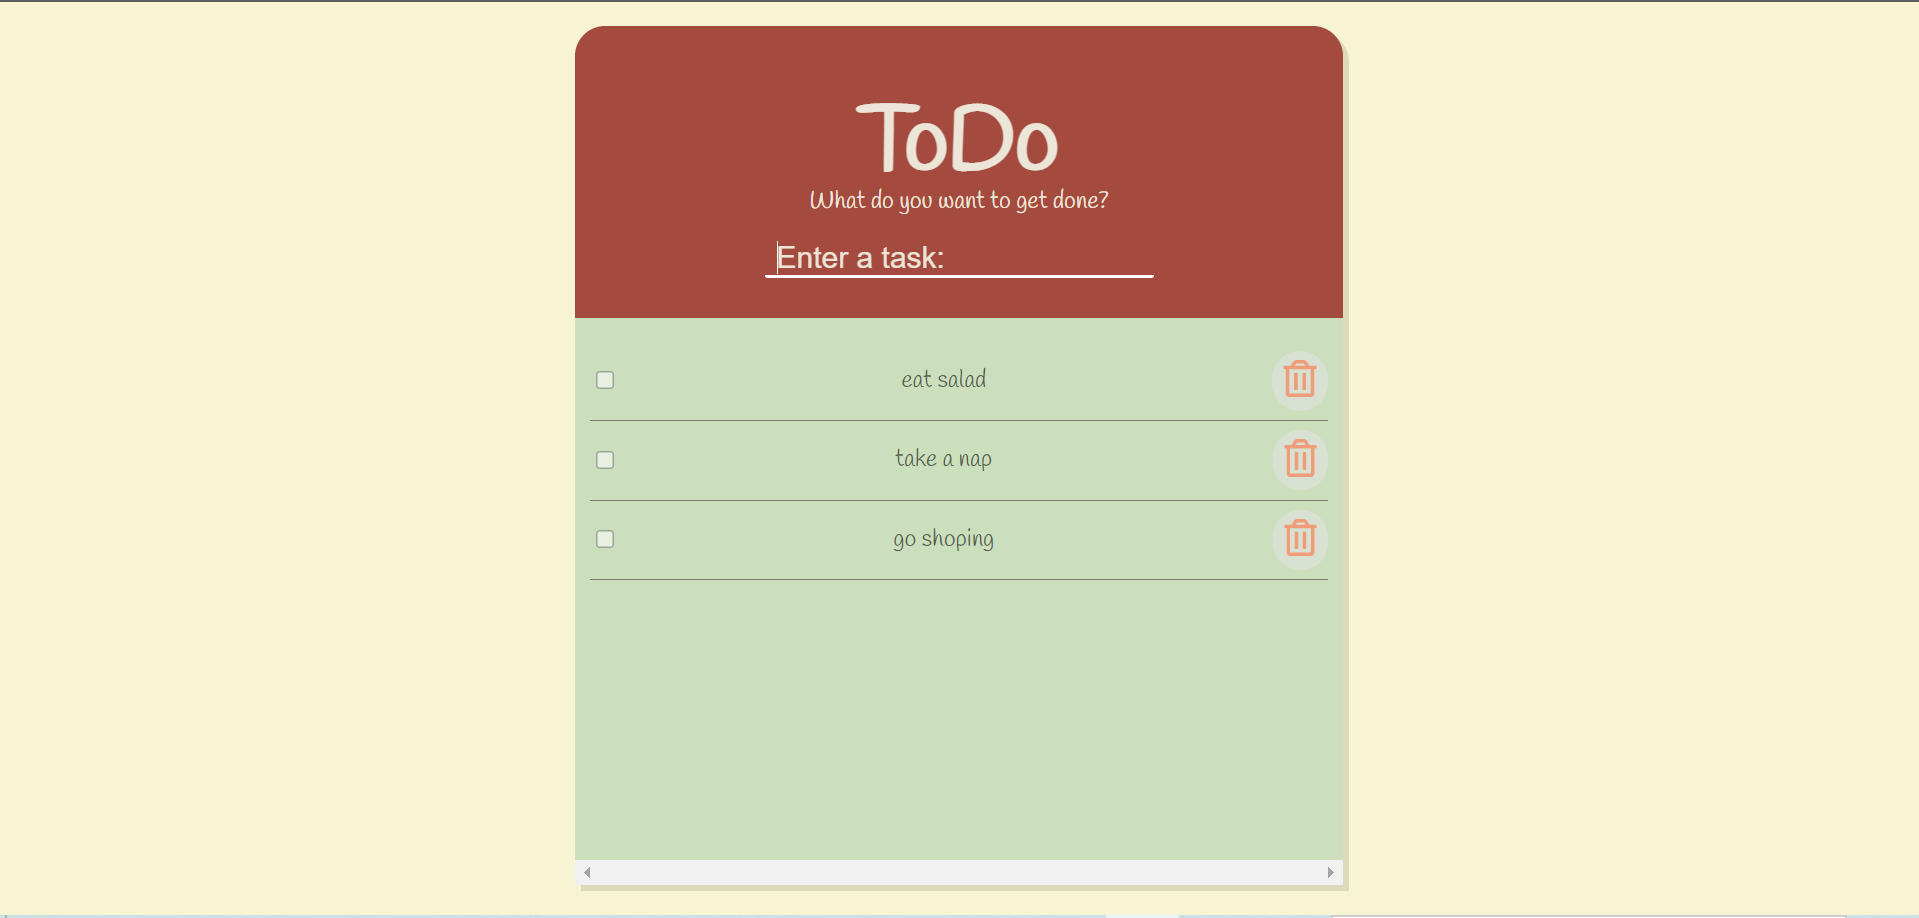 ToDo
What do you want to get done?
Enter a task:
eat salad
take a nap
go shoping